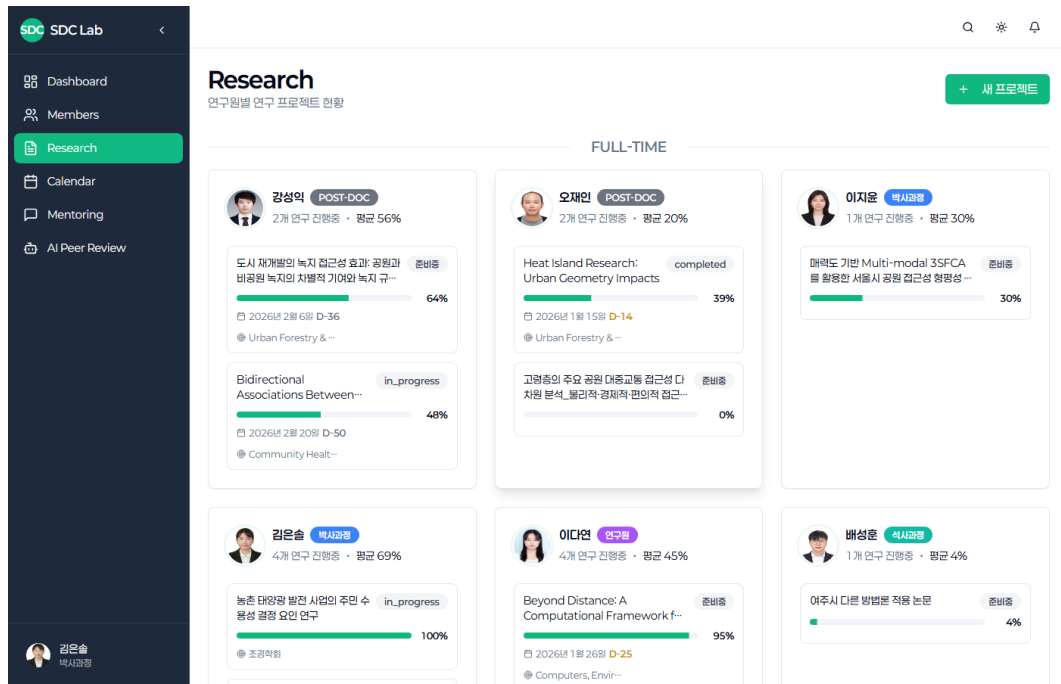 SDC SDC Lab
Dashboard
Members
Research
Calendar
Mentoring
AI Peer Review
김은솔
박사과정
Research
연구원별 연구 프로젝트 현황
+ 새 프로젝트
FULL-TIME
강성익 POST-DOC
2개 연구 진행중 • 평균 56%
도시 재개발의 녹지 접근성 효과: 공원과 준비중
비공원 녹지의 차별적 기여와 녹지 규…
64%
2026년 2월 6일 D-36
Urban Forestry & …
Bidirectional in_progress
Associations Between…
48%
2026년 2월 20일 D-50
Community Healt…
오재인 POST-DOC
2개 연구 진행중 • 평균 20%
Heat Island Research: completed
Urban Geometry Impacts
39%
2026년 1월 15일 D-14
Urban Forestry & …
고령층의 주요 공원 대중교통 접근성 다 준비중
차원 분석_물리적·경제적·편의적 접근…
0%
이지윤 박사과정
1개 연구 진행중 • 평균 30%
매력도 기반 Multi-modal 3SFCA 준비중
를 활용한 서울시 공원 접근성 형평성 …
30%
김은솔 박사과정
4개 연구 진행중 • 평균 69%
농촌 태양광 발전 사업의 주민 수 in_progress
용성 결정 요인 연구
100%
조경학회
이다연 연구원
4개 연구 진행중 • 평균 45%
Beyond Distance: A 준비중
Computational Framework f…
95%
2026년 1월 26일 D-25
Computers, Envir…
배성훈 석사과정
1개 연구 진행중 • 평균 4%
여주시 다른 방법론 적용 논문 준비중
4%